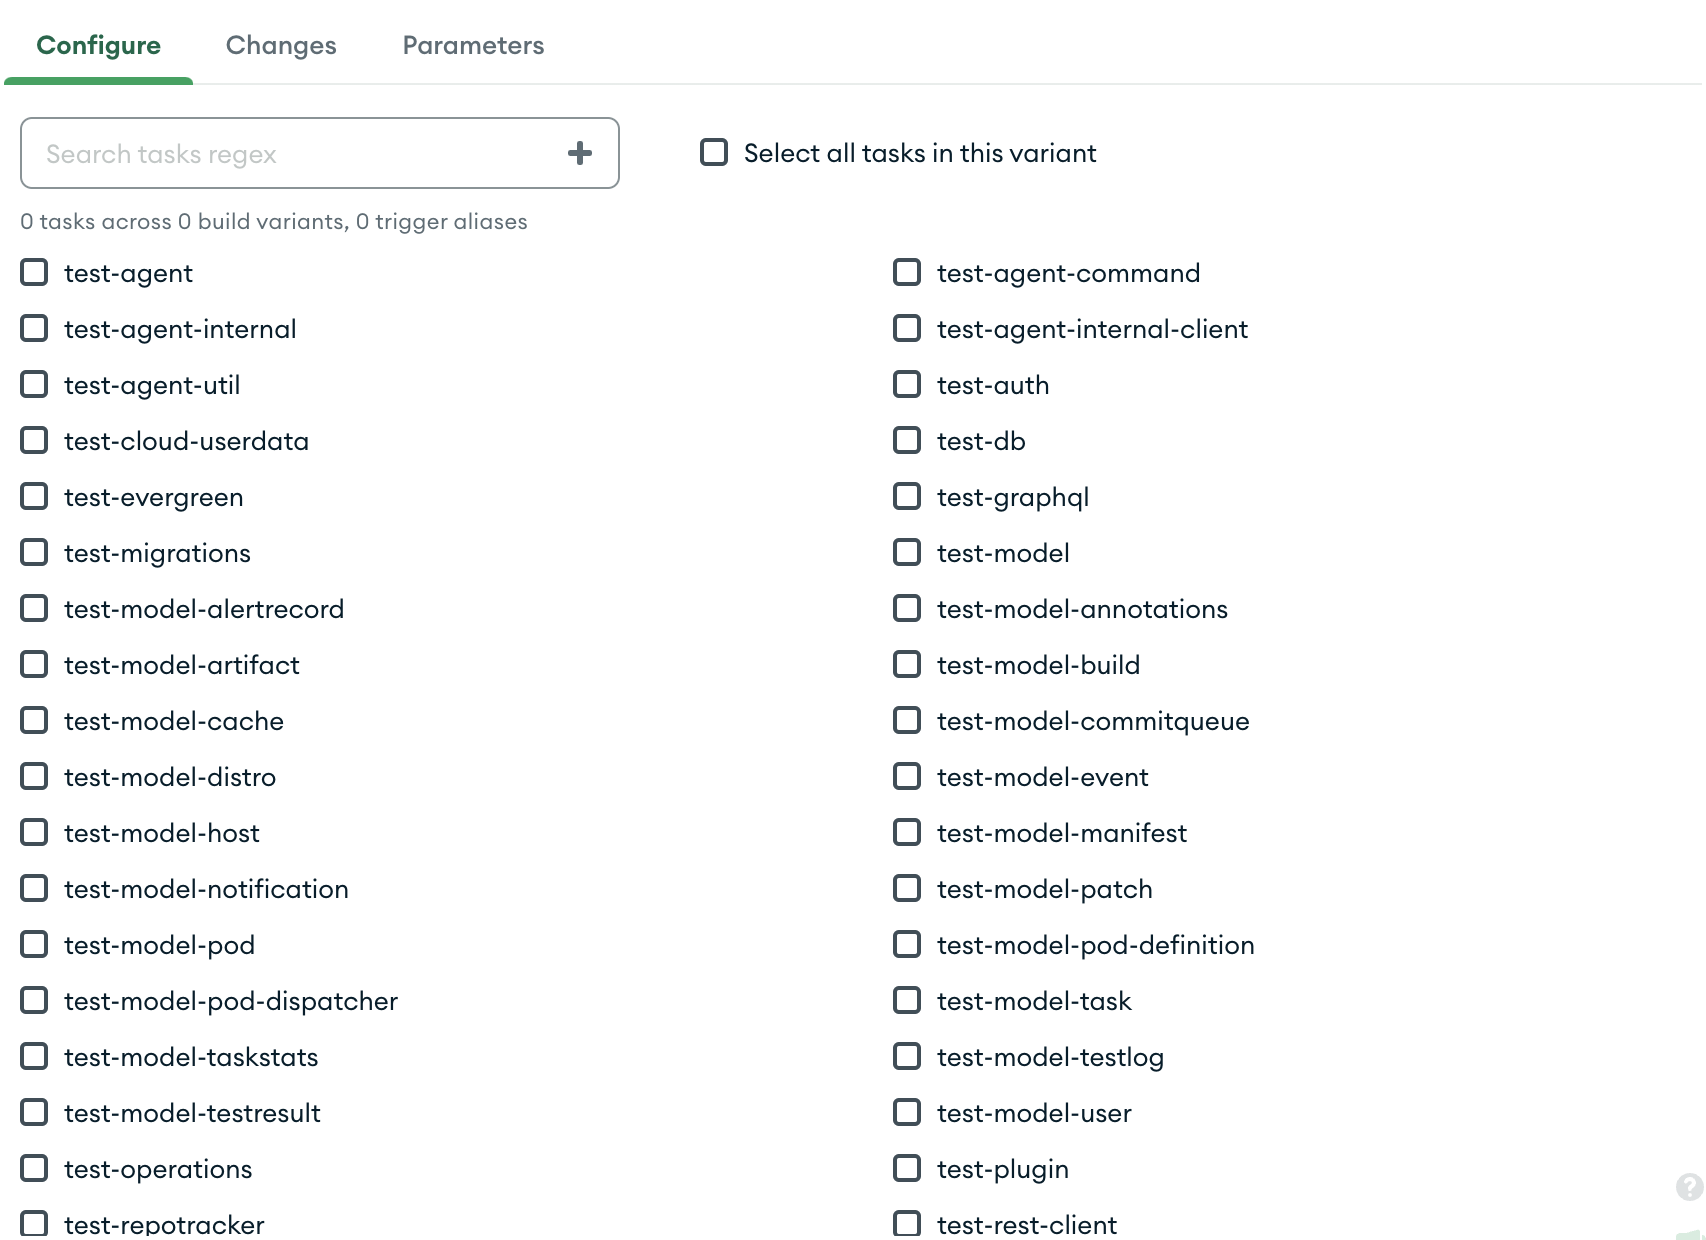 Configure Changes Parameters
Search tasks regex
Select all tasks in this variant
0 tasks across 0 build variants, 0 trigger aliases
test-agent test-agent-command
test-agent-internal test-agent-internal-client
test-agent-util test-auth
test-cloud-userdata test-db
test-evergreen test-graphql
test-migrations test-model
test-model-alertrecord test-model-annotations
test-model-artifact test-model-build
test-model-cache test-model-commitqueue
test-model-distro test-model-event
test-model-host test-model-manifest
test-model-notification test-model-patch
test-model-pod test-model-pod-definition
test-model-pod-dispatcher test-model-task
test-model-taskstats test-model-testlog
test-model-testresult test-model-user
test-operations test-plugin
test-repotracker test-rest-client